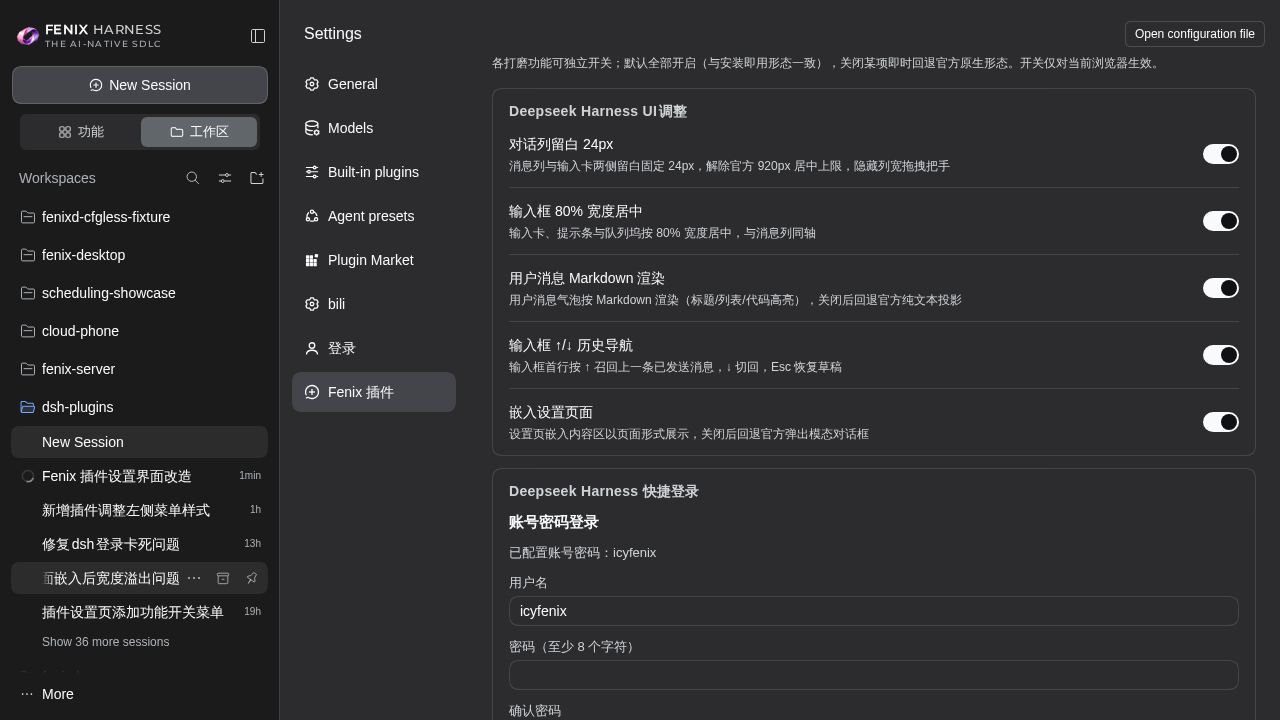 FENIX HARNESS
THE AI-NATIVE SDLC
New Session
功能
工作区
Workspaces
fenixd-cfgless-fixture
fenix-desktop
scheduling-showcase
cloud-phone
fenix-server
dsh-plugins
New Session
Fenix 插件设置界面改造 1min
新增插件调整左侧菜单样式 1h
修复dsh登录卡死问题 13h
面嵌入后宽度溢出问题
插件设置页添加功能开关菜单 19h
Show 36 more sessions
More
Settings
Open configuration file
General
Models
Built-in plugins
Agent presets
Plugin Market
bili
登录
Fenix 插件
各打磨功能可独立开关；默认全部开启（与安装即用形态一致），关闭某项即时回退官方原生形态。开关仅对当前浏览器生效。
Deepseek Harness UI调整
对话列留白 24px
消息列与输入卡两侧留白固定 24px，解除官方 920px 居中上限，隐藏列宽拖拽把手
输入框 80% 宽度居中
输入卡、提示条与队列坞按 80% 宽度居中，与消息列同轴
用户消息 Markdown 渲染
用户消息气泡按 Markdown 渲染（标题/列表/代码高亮），关闭后回退官方纯文本投影
输入框 ↑/↓ 历史导航
输入框首行按 ↑ 召回上一条已发送消息，↓ 切回，Esc 恢复草稿
嵌入设置页面
设置页嵌入内容区以页面形式展示，关闭后回退官方弹出模态对话框
Deepseek Harness 快捷登录
账号密码登录
已配置账号密码：icyfenix
用户名
icyfenix
密码（至少 8 个字符）
确认密码